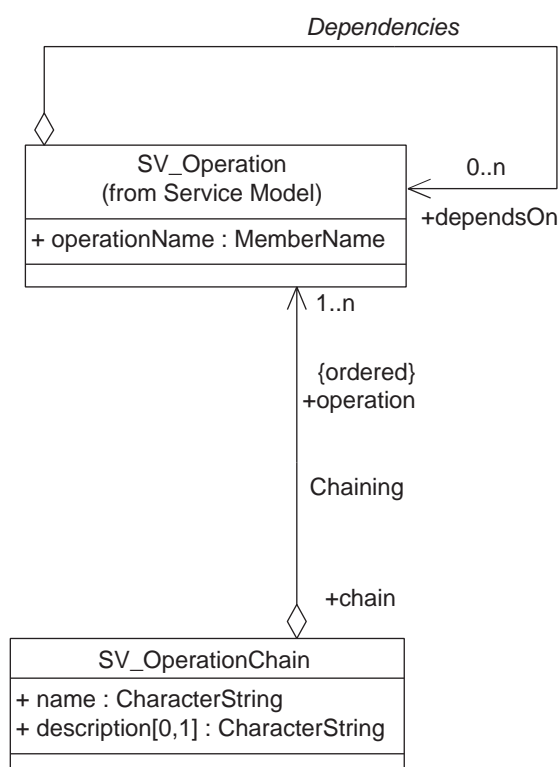 Dependencies
SV_Operation
(from Service Model)
0..n
+dependsOn
+ operationName : MemberName
1..n
{ordered}
+operation
Chaining
+chain
SV_OperationChain
+ name : CharacterString
+ description[0,1] : CharacterString